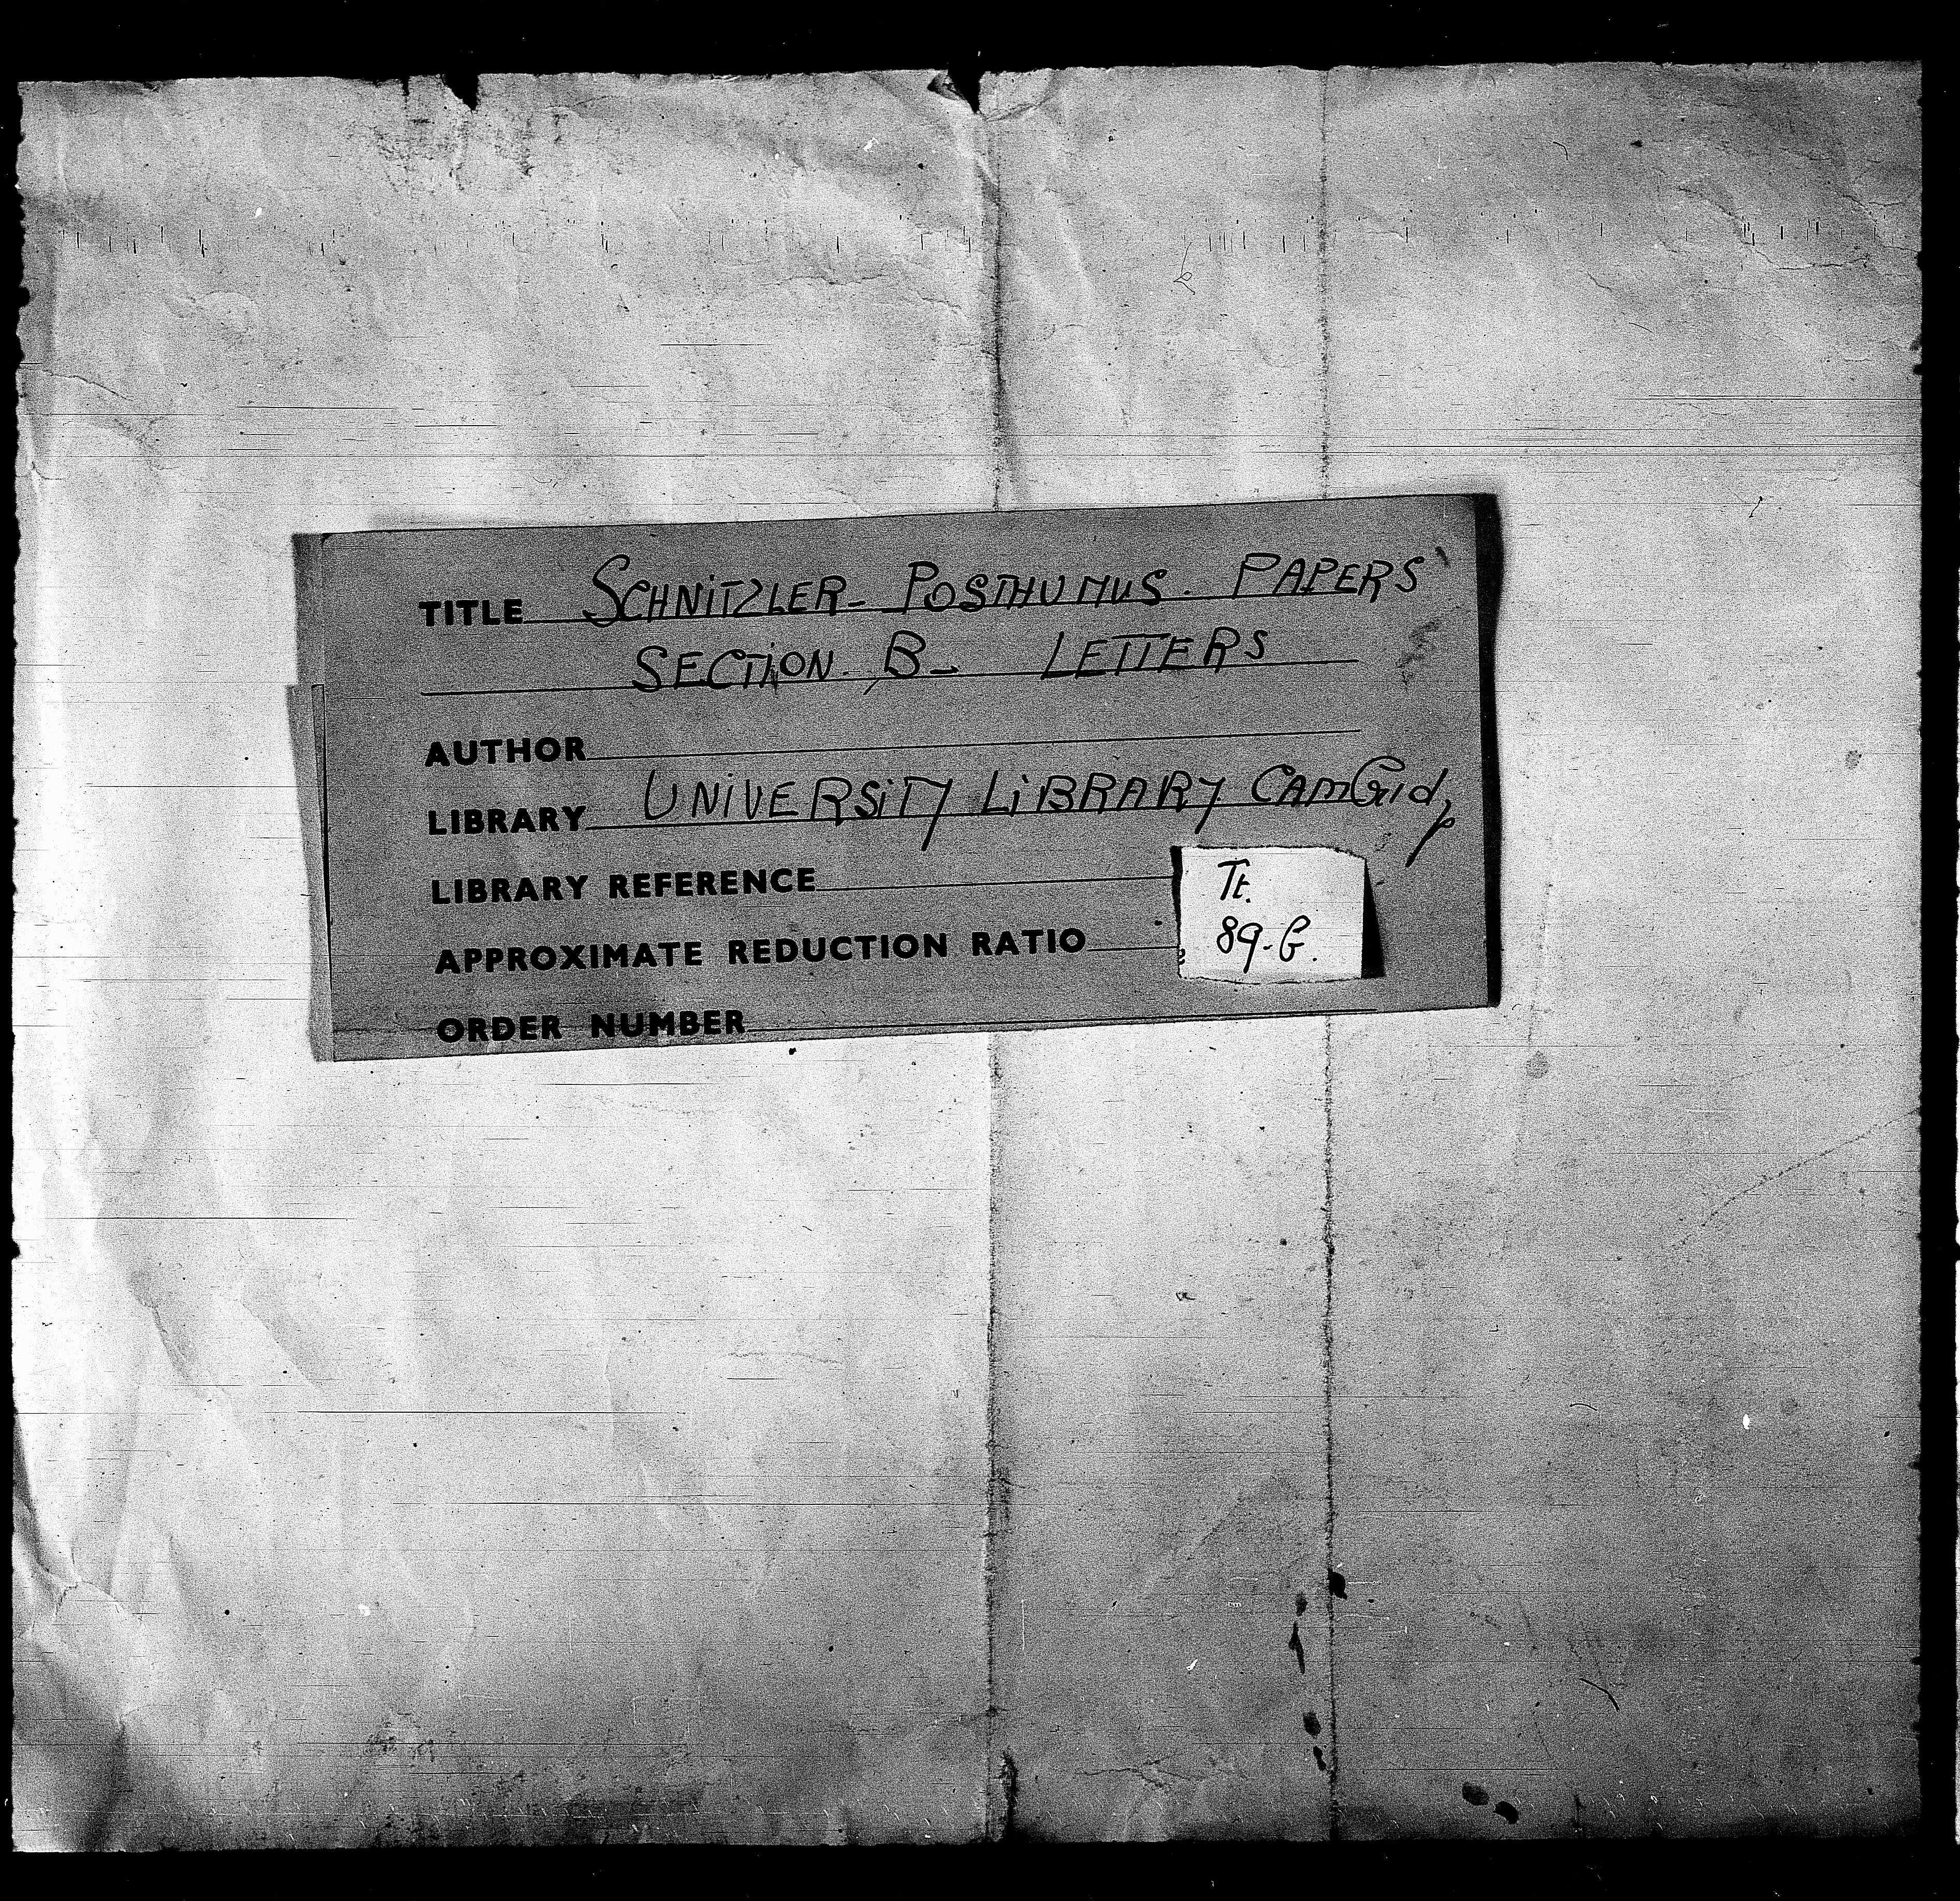 TITLE SCHNITZLER - POSTHUMUS. PAPERS
SECTION. B - LETTERS
AUTHOR
LIBRARY UNIVERSITY LIBRARY
LIBRARY REFERENCE
Tt.
APPROXIMATE REDUCTION RATIO
89-G.
ORDER NUMBER